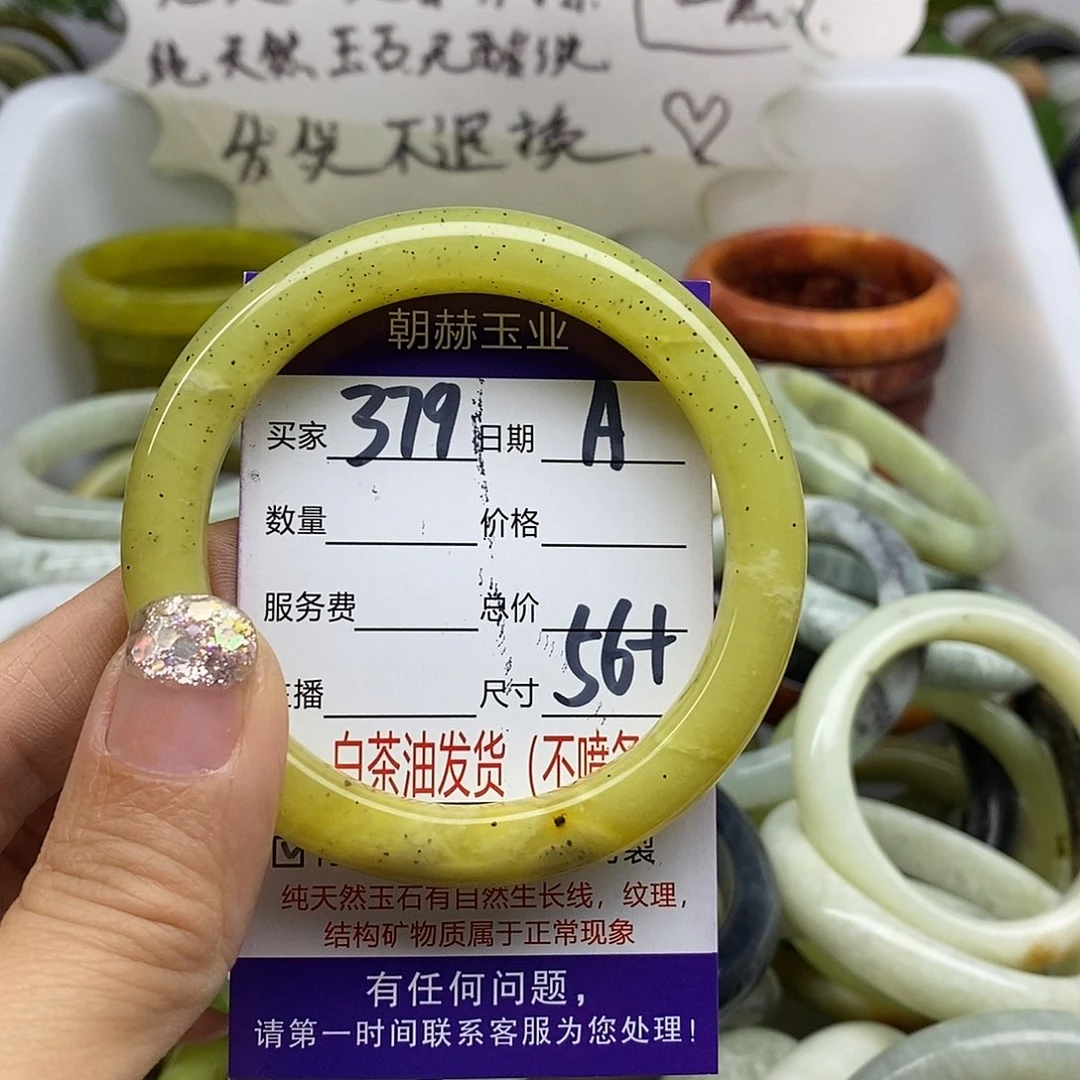 纯天然玉石无酸洗
发货不退换
朝赫玉业
买家 379 日期 A
数量 价格
服务费 总价
播 尺寸 56+
白茶油发货（不喷
纯天然玉石有自然生长线，纹理，
结构矿物质属于正常现象
有任何问题，
请第一时间联系客服为您处理！